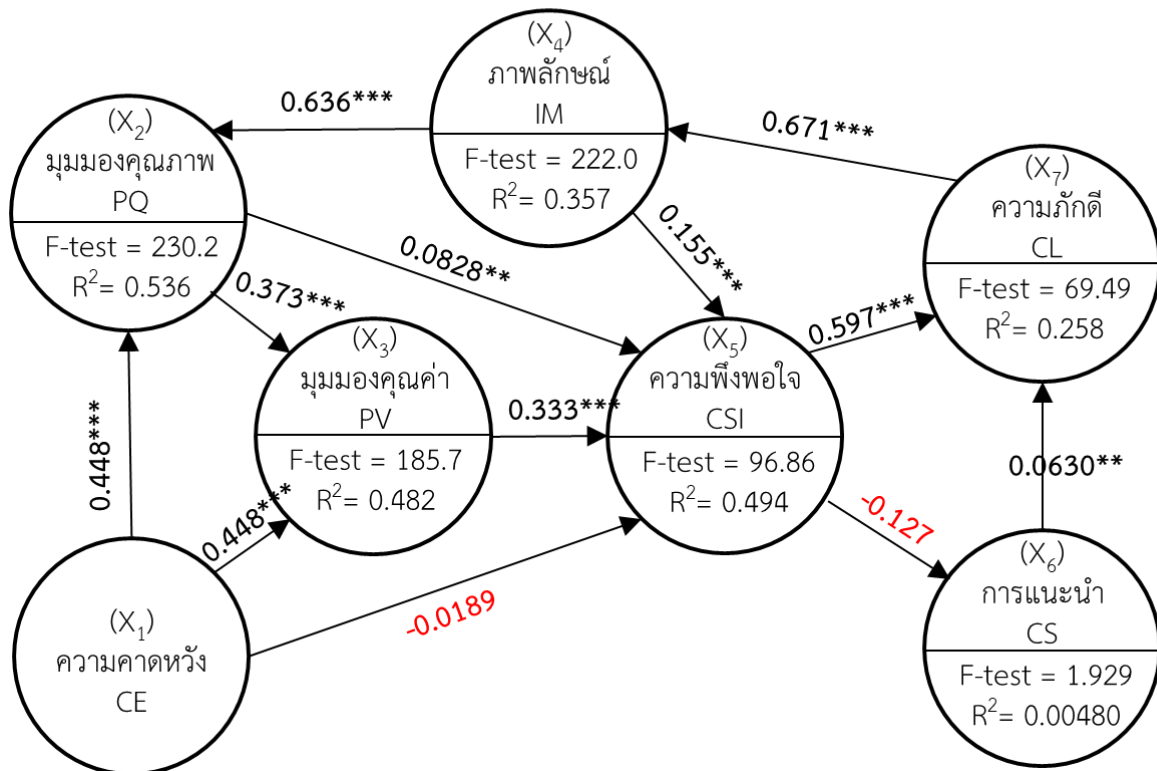 (X4)
ภาพลักษณ์
IM
F-test = 222.0
R2= 0.357
0.636***
0.671***
(X2)
มุมมองคุณภาพ
PQ
F-test = 230.2
R2= 0.536
(X7)
ความภักดี
CL
F-test = 69.49
R2= 0.258
0.155***
0.0828**
0.373***
0.597***
(X3)
มุมมองคุณค่า
PV
F-test = 185.7
R2= 0.482
0.333***
(X5)
ความพึงพอใจ
CSI
F-test = 96.86
R2= 0.494
0.448***
0.448***
0.0630**
-0.127
-0.0189
(X1)
ความคาดหวัง
CE
(X6)
การแนะนำ
CS
F-test = 1.929
R2= 0.00480